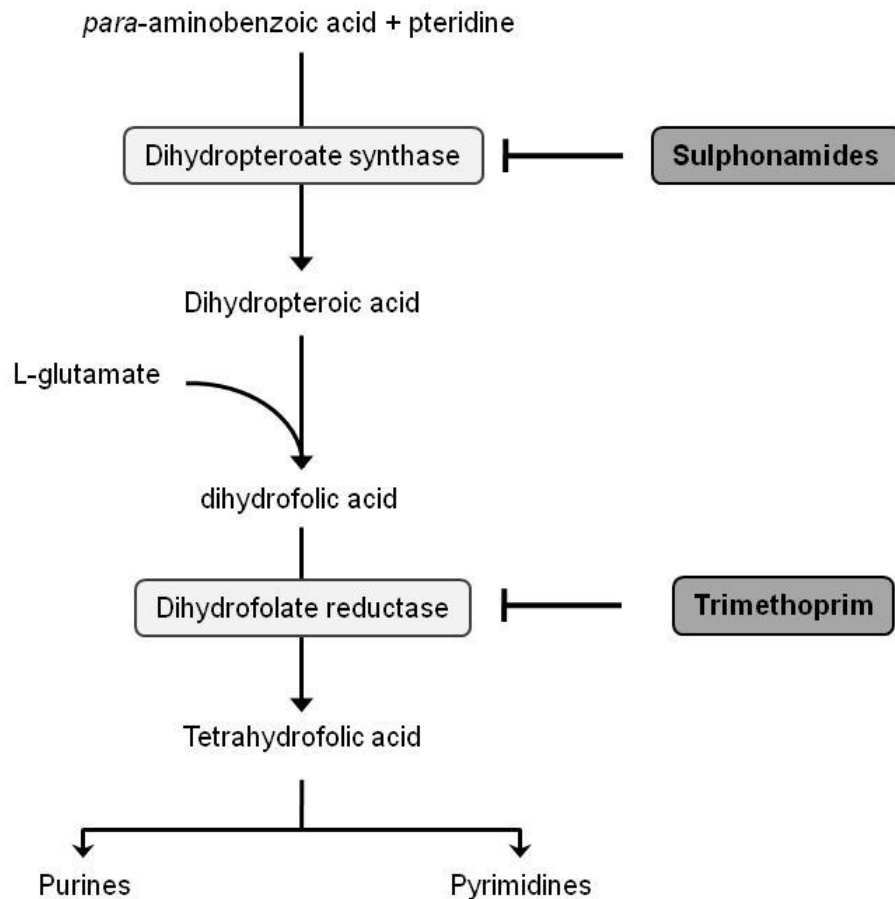 para-aminobenzoic acid + pteridine
Dihydropteroate synthase
Sulphonamides
Dihydropteroic acid
L-glutamate
dihydrofolic acid
Dihydrofolate reductase
Trimethoprim
Tetrahydrofolic acid
Purines
Pyrimidines